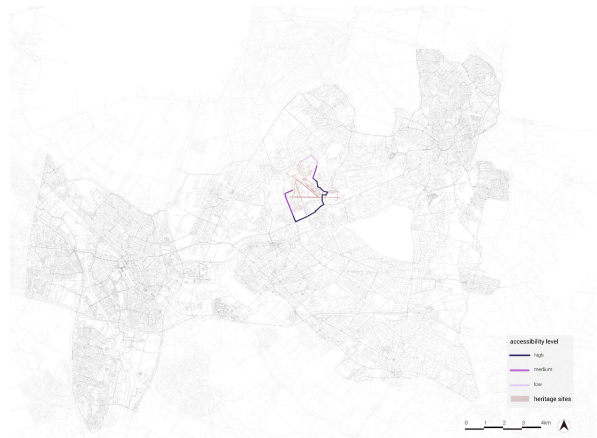 accessibility level
high
medium
low
heritage sites
0 1 2 3 4km